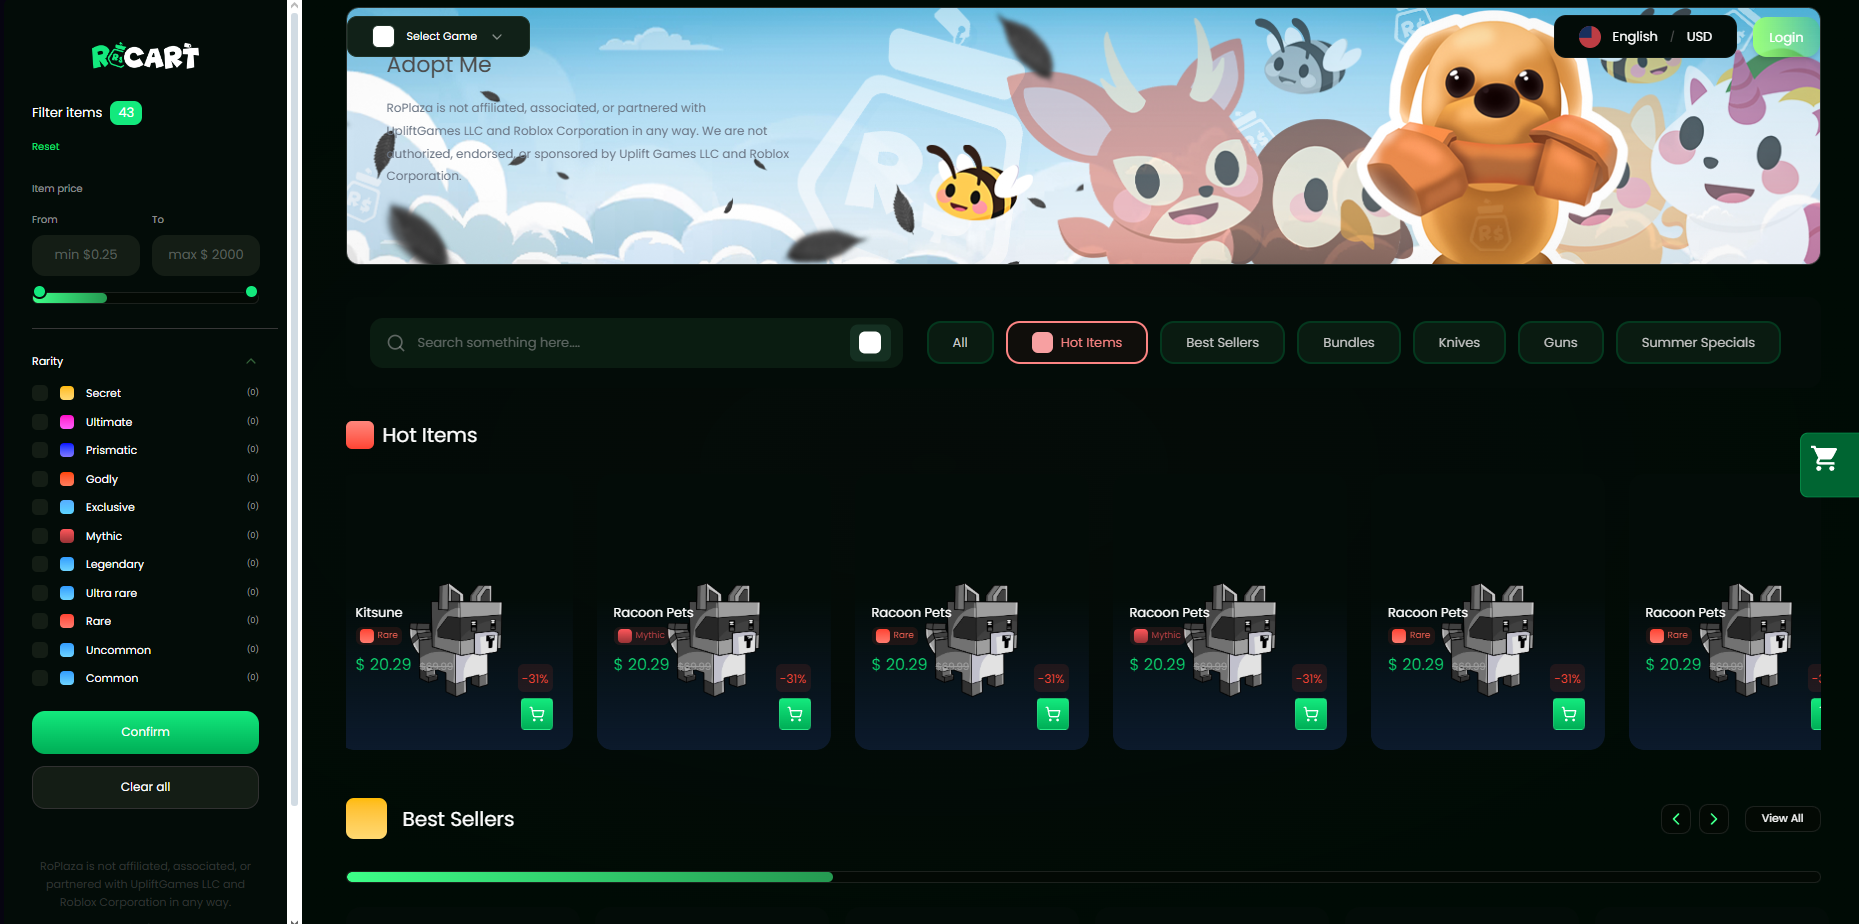 RoCART
Filter items 43
Reset
Item price
From To
min $0.25 max $ 2000
Rarity
Secret (0)
Ultimate (0)
Prismatic (0)
Godly (0)
Exclusive (0)
Mythic (0)
Legendary (0)
Ultra rare (0)
Rare (0)
Uncommon (0)
Common (0)
Confirm
Clear all
RoPlaza is not affiliated, associated, or
partnered with UpliftGames LLC and
Roblox Corporation in any way.
Select Game
English / USD
Login
Adopt Me
RoPlaza is not affiliated, associated, or partnered with
UpliftGames LLC and Roblox Corporation in any way. We are not
authorized, endorsed, or sponsored by Uplift Games LLC and Roblox
Corporation.
Search something here....
All
Hot Items
Best Sellers
Bundles
Knives
Guns
Summer Specials
Hot Items
Kitsune
Rare
$ 20.29 $69.99
-31%
Racoon Pets
Mythic
$ 20.29 $69.99
-31%
Racoon Pets
Rare
$ 20.29 $69.99
-31%
Racoon Pets
Mythic
$ 20.29 $69.99
-31%
Racoon Pets
Rare
$ 20.29 $69.99
-31%
Racoon Pets
Rare
$ 20.29 $69.99
Best Sellers
View All